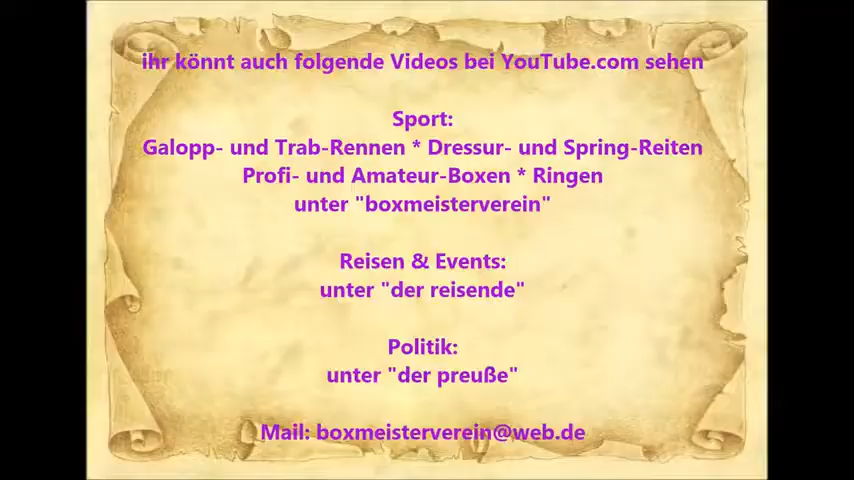 ihr könnt auch folgende Videos bei YouTube.com sehen
Sport:
Galopp- und Trab-Rennen * Dressur- und Spring-Reiten
Profi- und Amateur-Boxen * Ringen
unter "boxmeisterverein"
Reisen & Events:
unter "der reisende"
Politik:
unter "der preuße"
Mail: boxmeisterverein@web.de